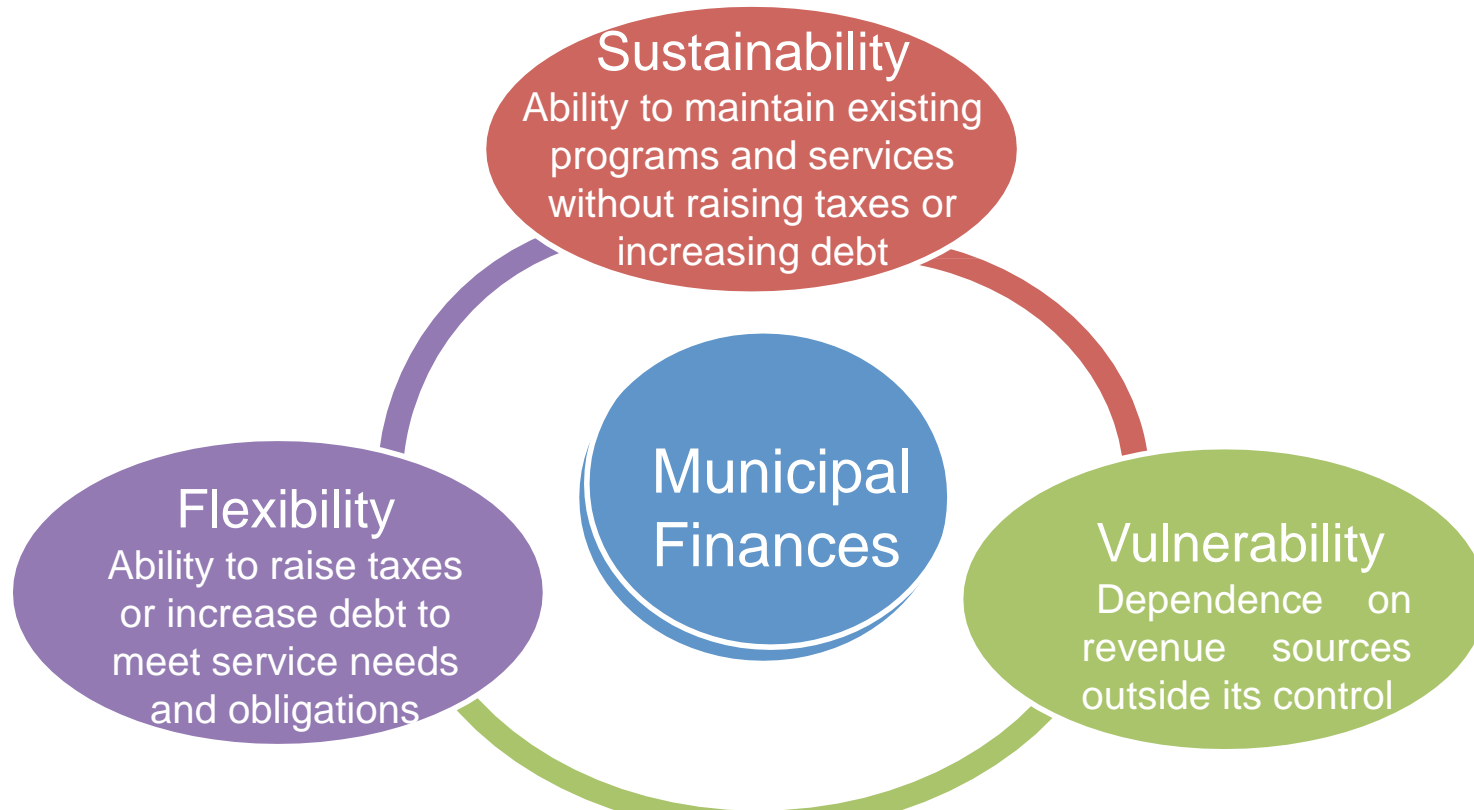 Sustainability
Ability to maintain existing
programs and services
without raising taxes or
increasing debt
Municipal
Finances
Flexibility
Ability to raise taxes
or increase debt to
meet service needs
and obligations
Vulnerability
Dependence on
revenue sources
outside its control